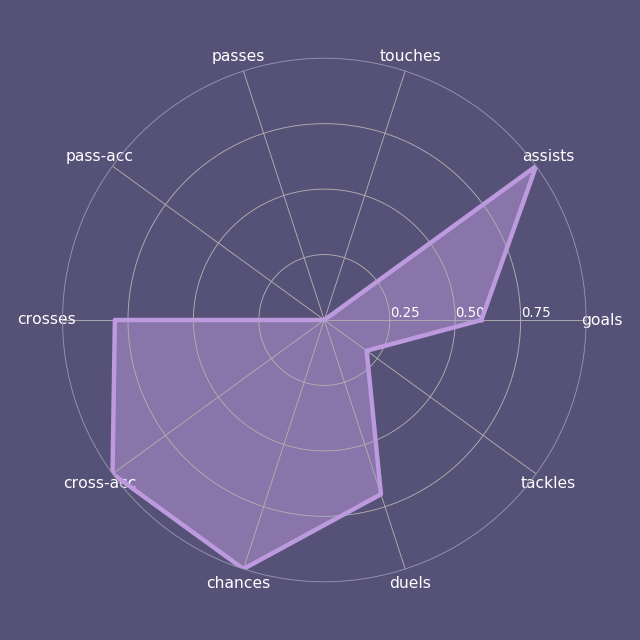 passes
touches
pass-acc
assists
crosses
0.25
0.50
0.75
goals
cross-acc
tackles
chances
duels